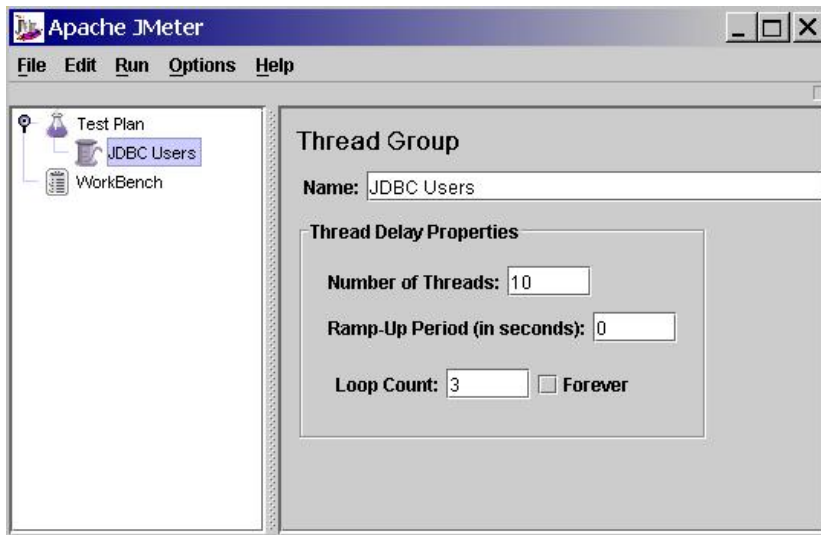 Apache JMeter
File Edit Run Options Help
Test Plan
JDBC Users
WorkBench
Thread Group
Name: JDBC Users
Thread Delay Properties
Number of Threads: 10
Ramp-Up Period (in seconds): 0
Loop Count: 3 Forever